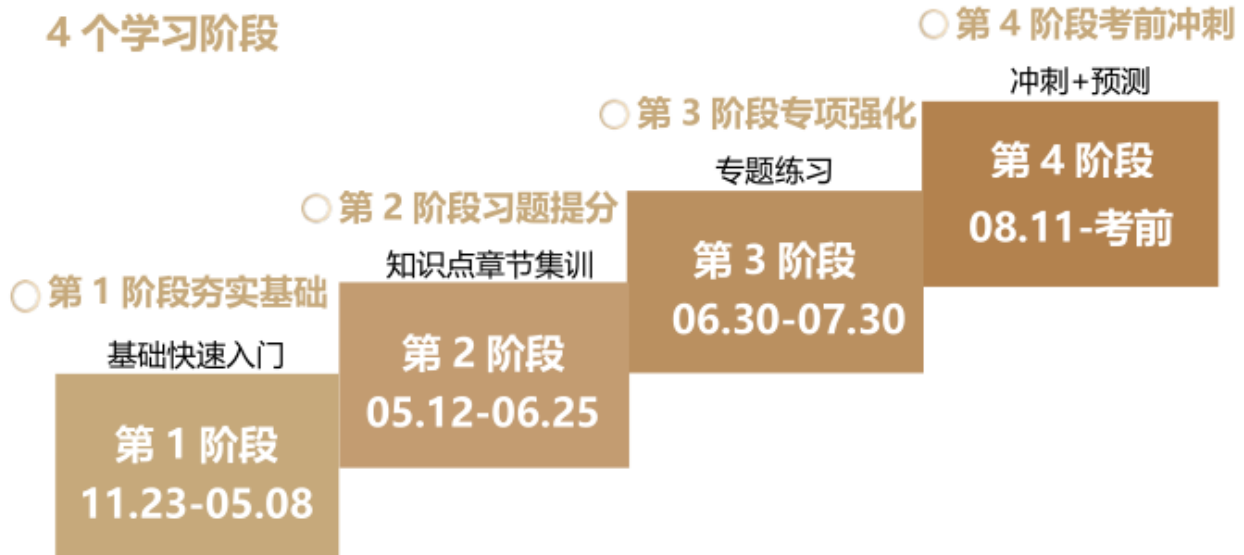 4 个学习阶段
第 1 阶段夯实基础
基础快速入门
第 1 阶段
11.23-05.08
第 2 阶段习题提分
知识点章节集训
第 2 阶段
05.12-06.25
第 3 阶段专项强化
专题练习
第 3 阶段
06.30-07.30
第 4 阶段考前冲刺
冲刺+预测
第 4 阶段
08.11-考前